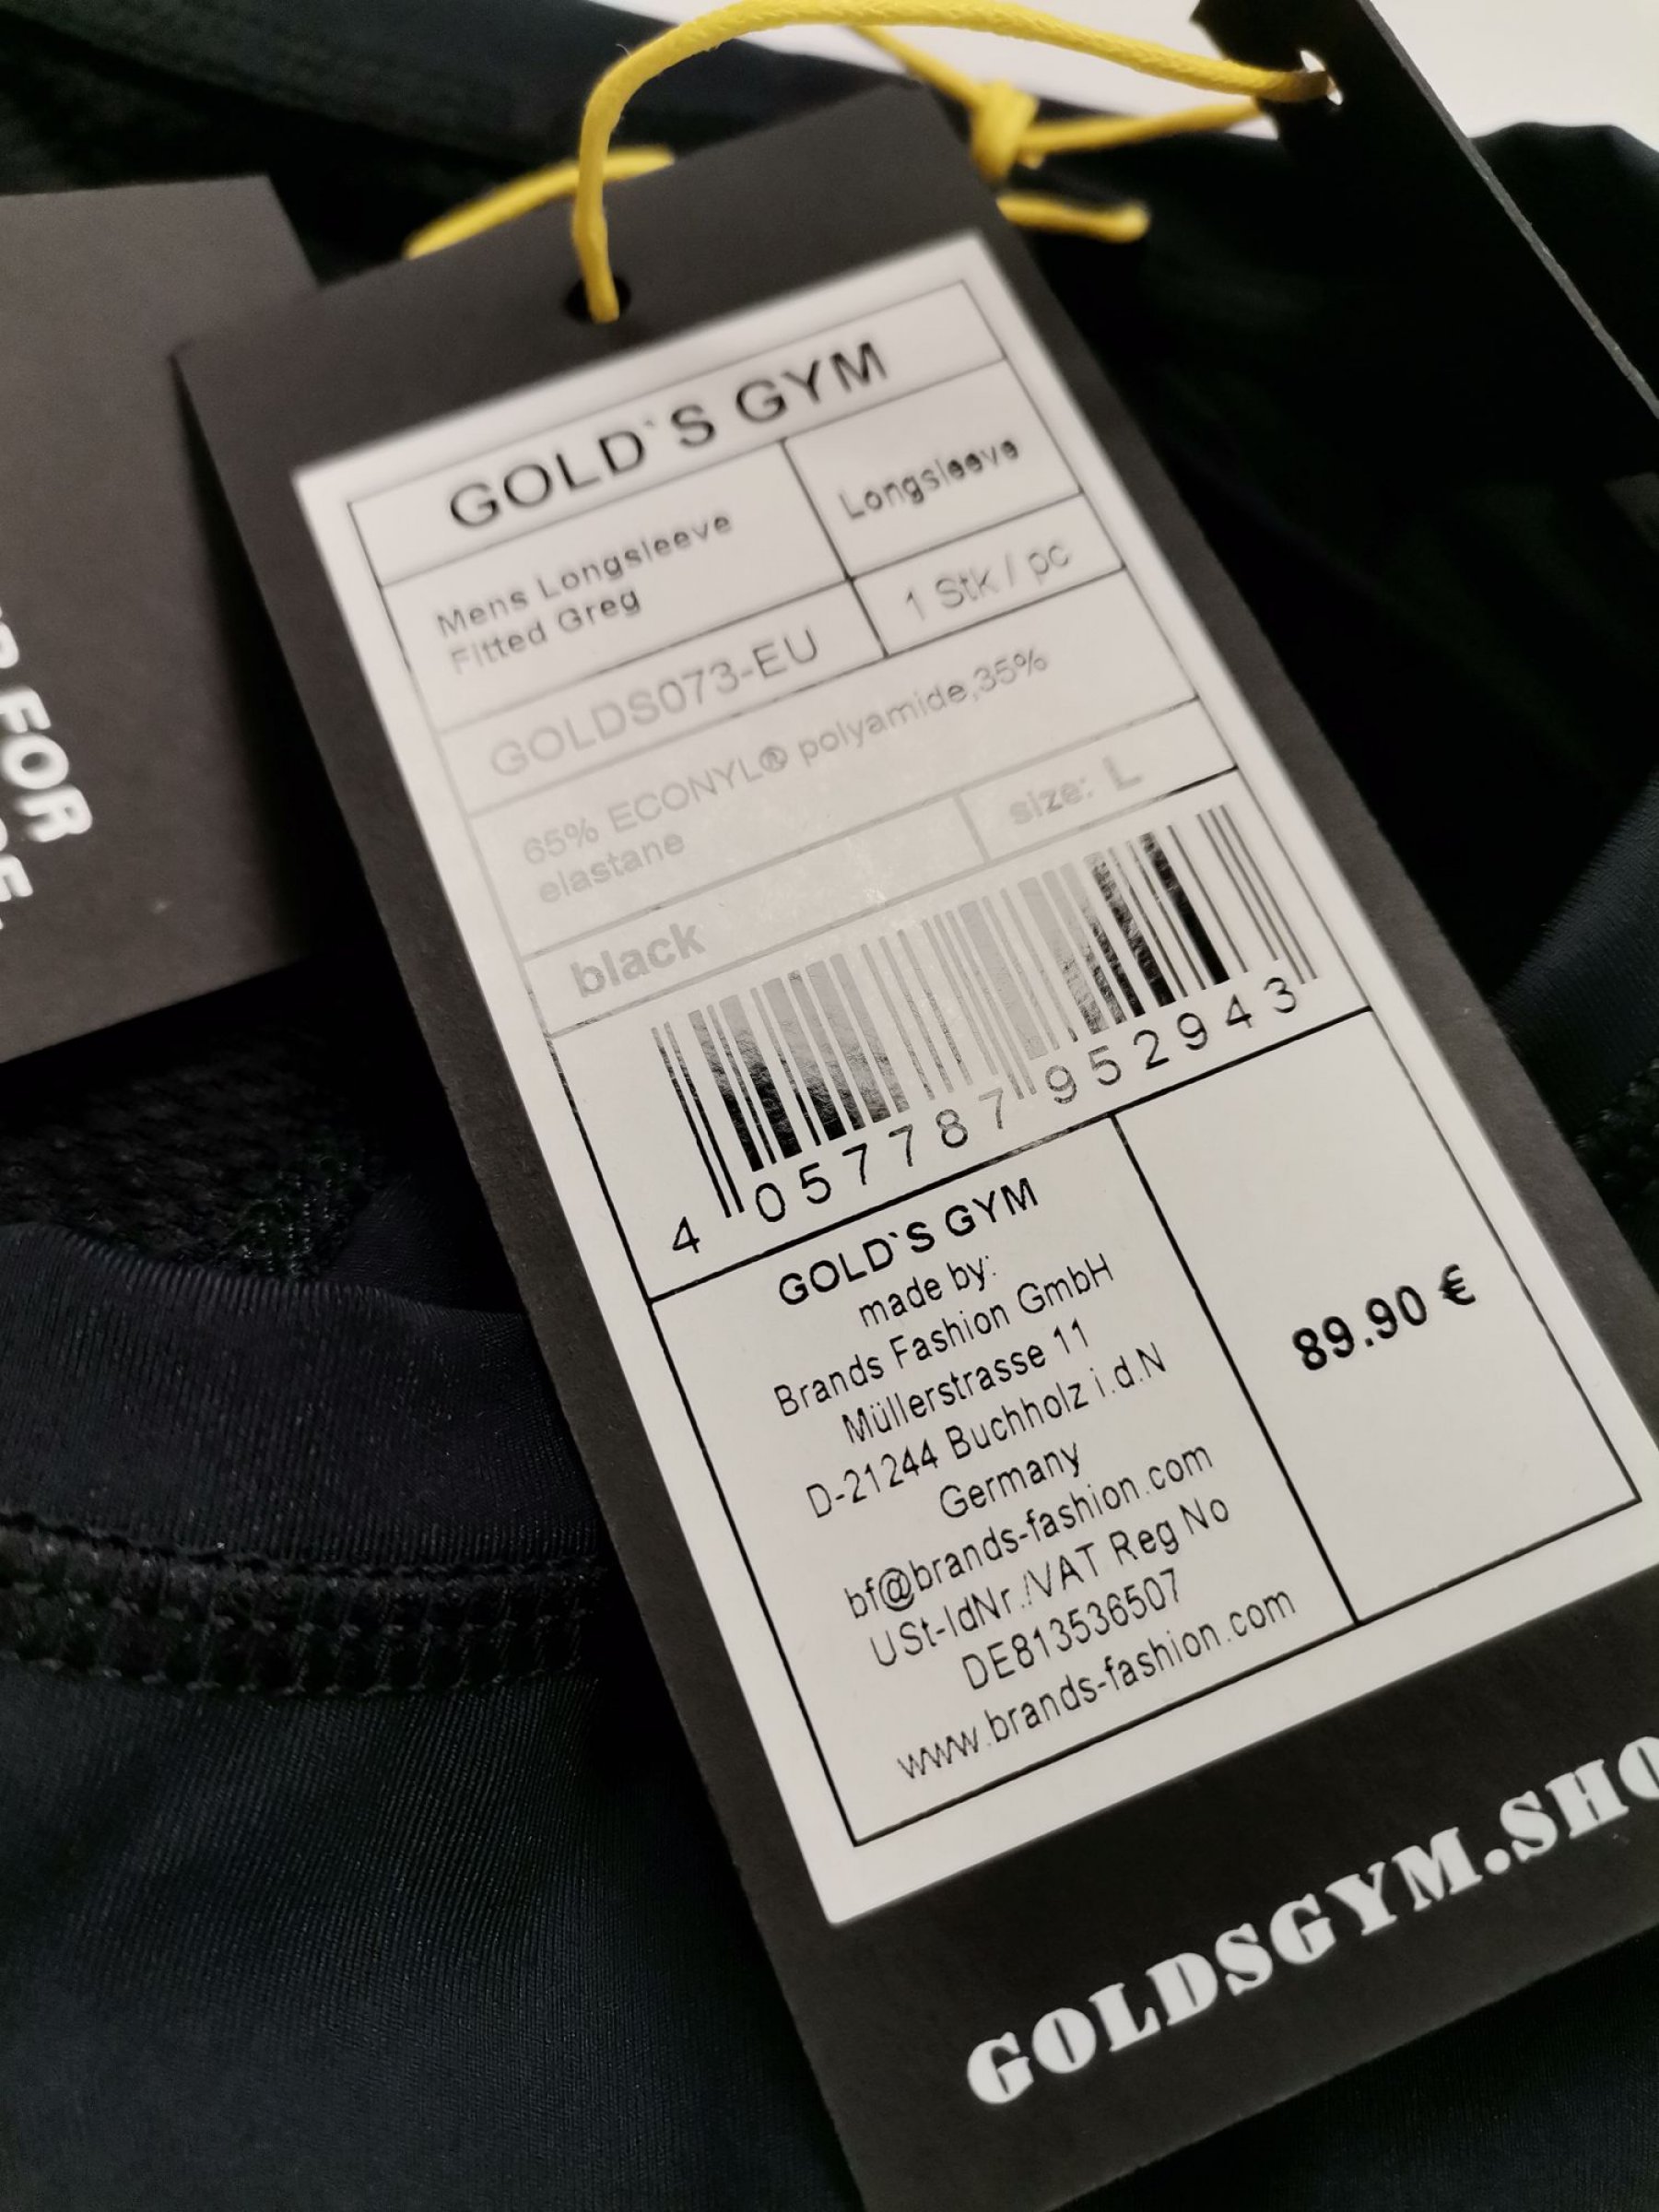 GOLD`S GYM
Mens Longsleeve
Fitted Greg
Longsleeve
GOLDS073-EU
1 Stk / pc
65% ECONYL® polyamide,35%
elastane
black
size: L
4 057787 952943
GOLD`S GYM
made by:
Brands Fashion GmbH
Müllerstrasse 11
D-21244 Buchholz i.d.N
Germany
bf@brands-fashion.com
USt-IdNr./VAT Reg No
DE813536507
www.brands-fashion.com
89.90 €
GOLDSGYM.SHO
FOR